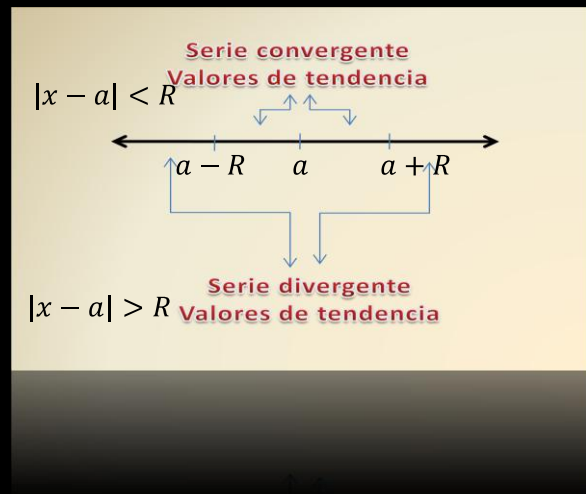 Serie convergente
Valores de tendencia
|x − a| < R
a − R a a + R
Serie divergente
Valores de tendencia
|x − a| > R